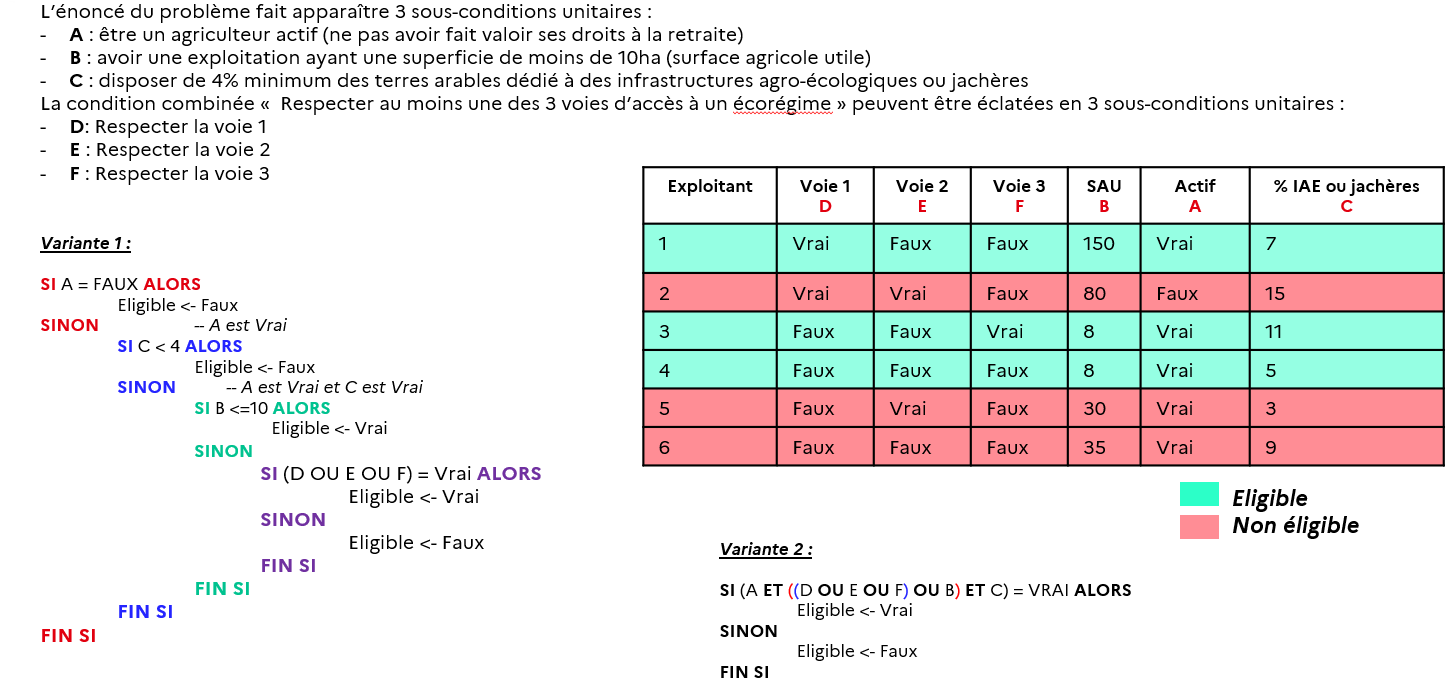 L'énoncé du problème fait apparaître 3 sous-conditions unitaires :
- A : être un agriculteur actif (ne pas avoir fait valoir ses droits à la retraite)
- B : avoir une exploitation ayant une superficie de moins de 10ha (surface agricole utile)
- C : disposer de 4% minimum des terres arables dédié à des infrastructures agro-écologiques ou jachères
La condition combinée « Respecter au moins une des 3 voies d'accès à un écorégime » peuvent être éclatées en 3 sous-conditions unitaires :
- D: Respecter la voie 1
- E : Respecter la voie 2
- F : Respecter la voie 3
Variante 1 :
SI A = FAUX ALORS
Eligible <- Faux
SINON -- A est Vrai
SI C < 4 ALORS
Eligible <- Faux
SINON -- A est Vrai et C est Vrai
SI B <=10 ALORS
Eligible <- Vrai
SINON
SI (D OU E OU F) = Vrai ALORS
Eligible <- Vrai
SINON
Eligible <- Faux
FIN SI
FIN SI
FIN SI
FIN SI
Exploitant Voie 1 Voie 2 Voie 3 SAU Actif % IAE ou jachères
D E F B A C
1 Vrai Faux Faux 150 Vrai 7
2 Vrai Vrai Faux 80 Faux 15
3 Faux Faux Vrai 8 Vrai 11
4 Faux Faux Faux 8 Vrai 5
5 Faux Vrai Faux 30 Vrai 3
6 Faux Faux Faux 35 Vrai 9
Eligible
Non éligible
Variante 2 :
SI (A ET ((D OU E OU F) OU B) ET C) = VRAI ALORS
Eligible <- Vrai
SINON
Eligible <- Faux
FIN SI